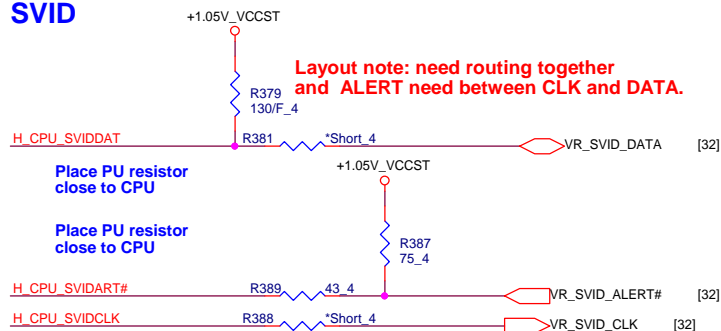 SVID
+1.05V_VCCST
Layout note: need routing together
and ALERT need between CLK and DATA.
R379
130/F_4
H_CPU_SVIDDAT
R381
*Short_4
VR_SVID_DATA
[32]
Place PU resistor
close to CPU
+1.05V_VCCST
Place PU resistor
close to CPU
R387
75_4
H_CPU_SVIDART#
R389
43_4
VR_SVID_ALERT#
[32]
H_CPU_SVIDCLK
R388
*Short_4
VR_SVID_CLK
[32]